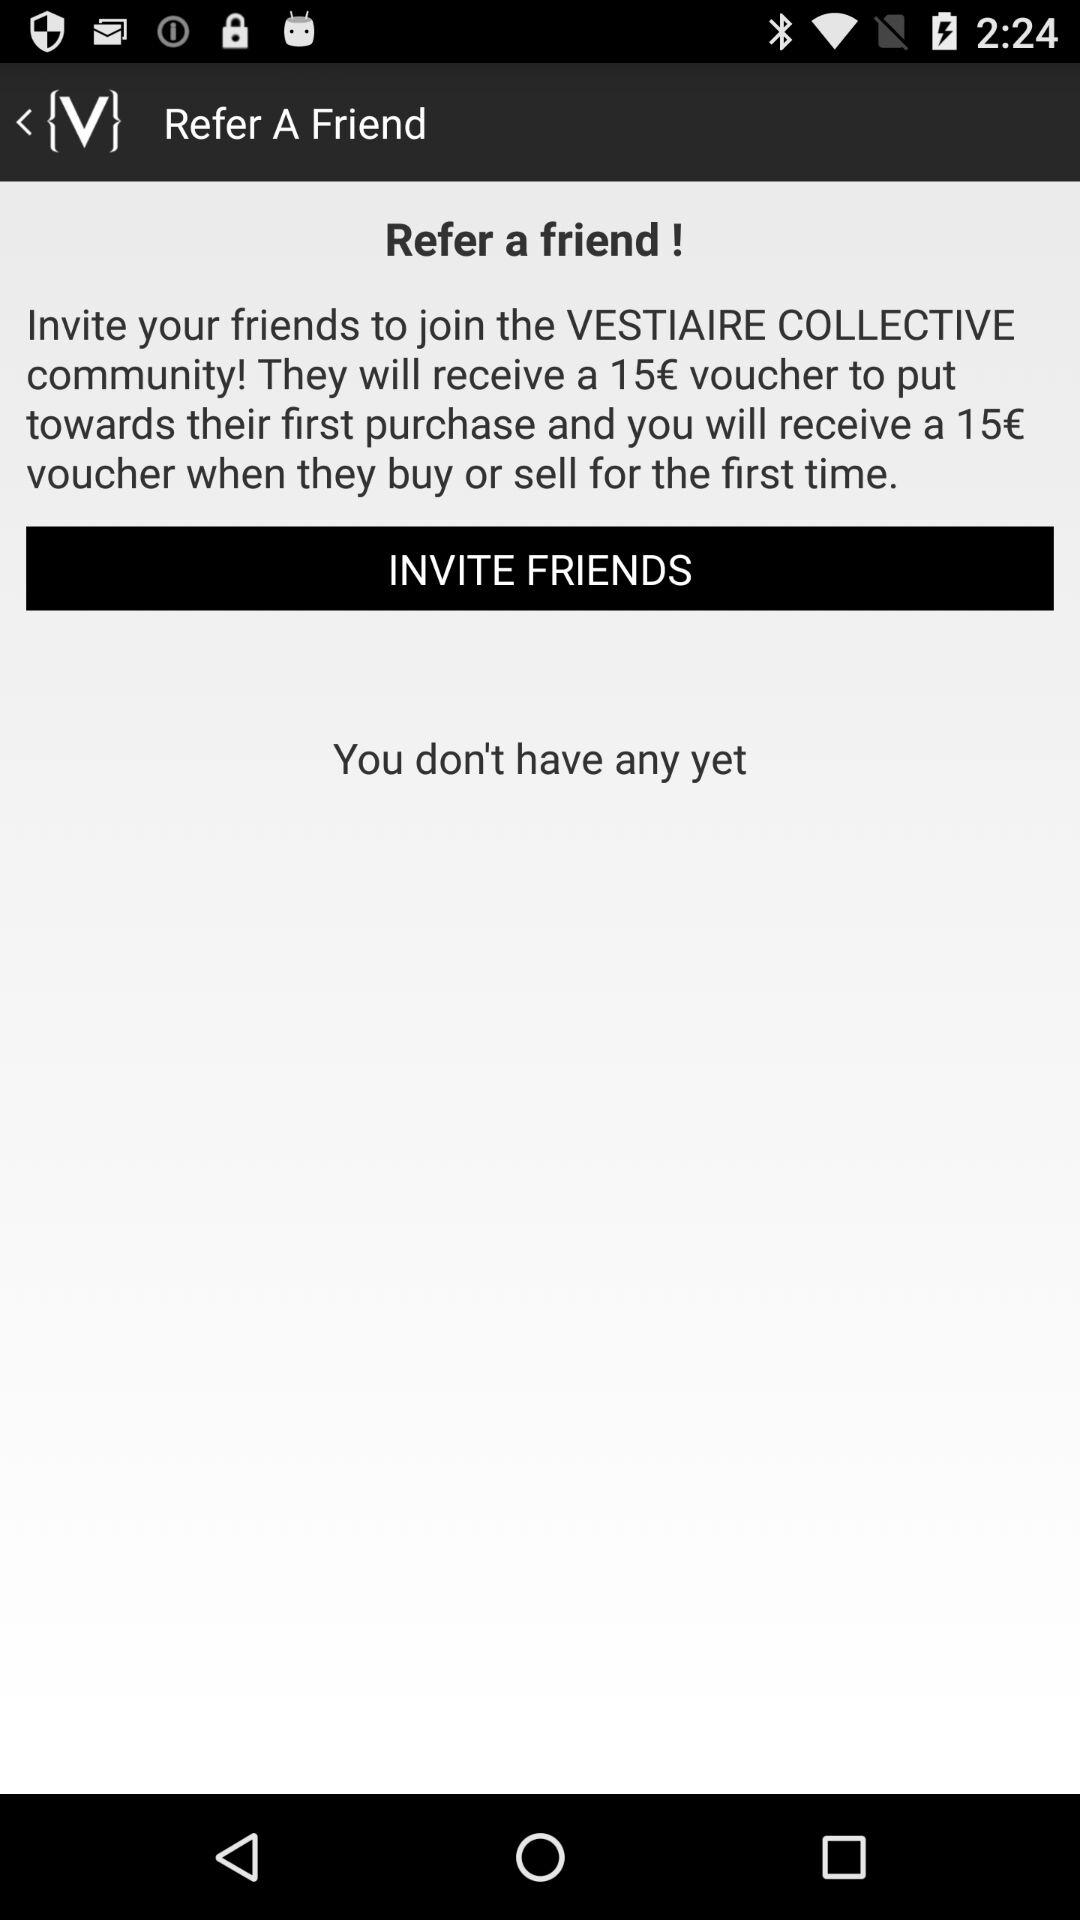 2:24
{V} Refer A Friend
Refer a friend !
Invite your friends to join the VESTIAIRE COLLECTIVE
community! They will receive a 15€ voucher to put
towards their first purchase and you will receive a 15€
voucher when they buy or sell for the first time.
INVITE FRIENDS
You don't have any yet